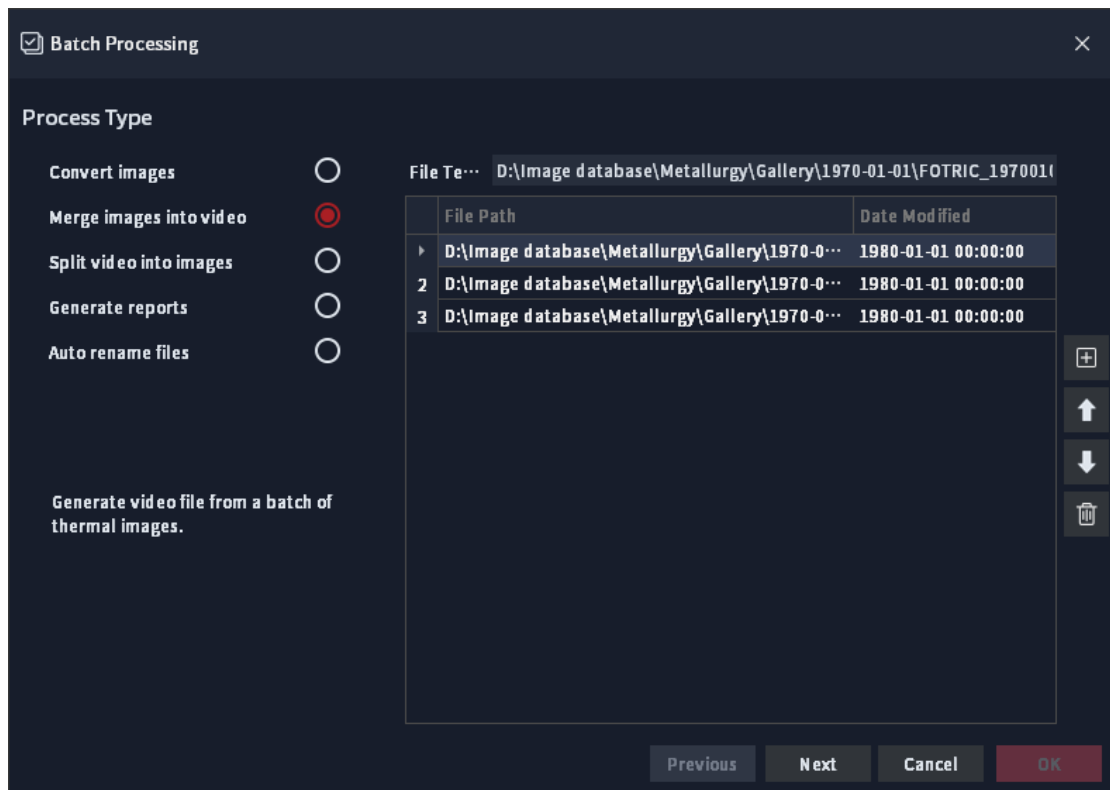 Batch Processing
Process Type
Convert images
Merge images into video
Split video into images
Generate reports
Auto rename files
Generate video file from a batch of
thermal images.
File Te··· D:\Image database\Metallurgy\Gallery\1970-01-01\FOTRIC_197001
File Path Date Modified
D:\Image database\Metallurgy\Gallery\1970-0··· 1980-01-01 00:00:00
2 D:\Image database\Metallurgy\Gallery\1970-0··· 1980-01-01 00:00:00
3 D:\Image database\Metallurgy\Gallery\1970-0··· 1980-01-01 00:00:00
Previous Next Cancel OK